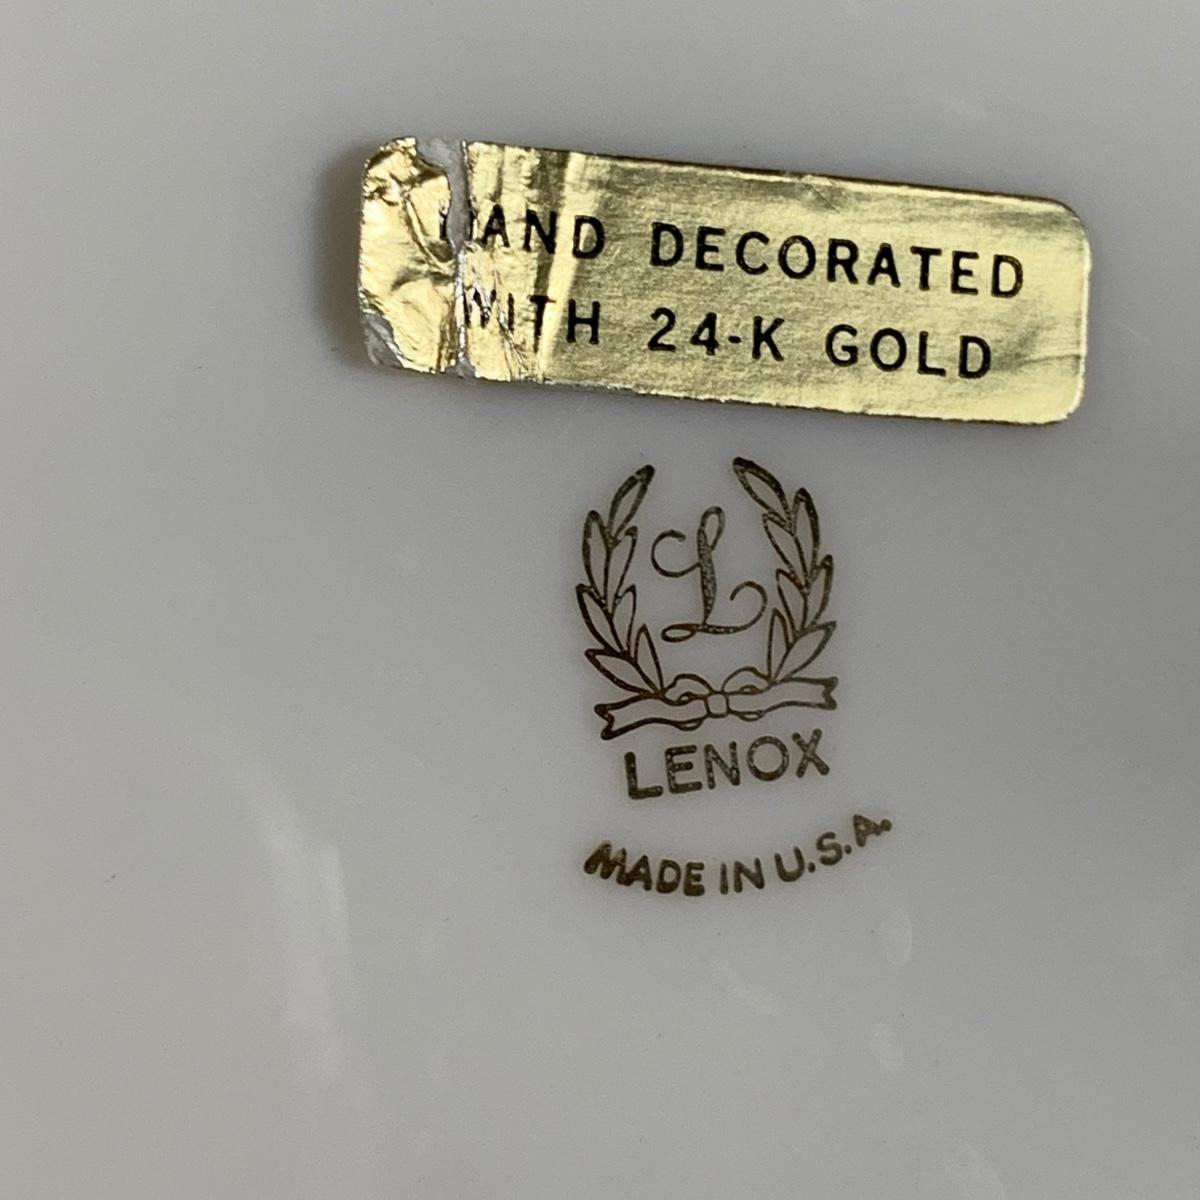 HAND DECORATED
WITH 24-K GOLD
L
LENOX
MADE IN U.S.A.